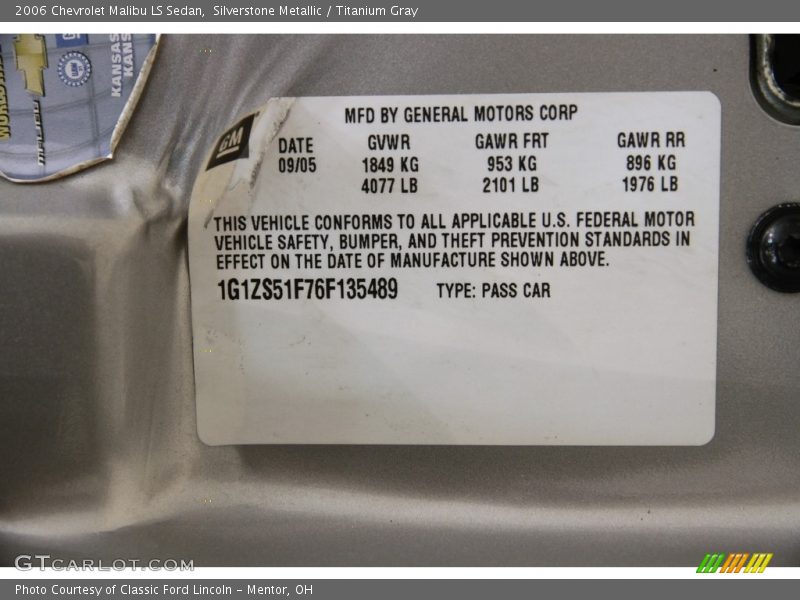 2006 Chevrolet Malibu LS Sedan,  Silverstone Metallic / Titanium Gray
KANSAS
KANS
GM
MFD BY GENERAL MOTORS CORP
DATE GVWR GAWR FRT GAWR RR
09/05 1849 KG 953 KG 896 KG
4077 LB 2101 LB 1976 LB
THIS VEHICLE CONFORMS TO ALL APPLICABLE U.S. FEDERAL MOTOR
VEHICLE SAFETY, BUMPER, AND THEFT PREVENTION STANDARDS IN
EFFECT ON THE DATE OF MANUFACTURE SHOWN ABOVE.
1G1ZS51F76F135489 TYPE: PASS CAR
GTCARLOT.COM
Photo Courtesy of Classic Ford Lincoln – Mentor, OH